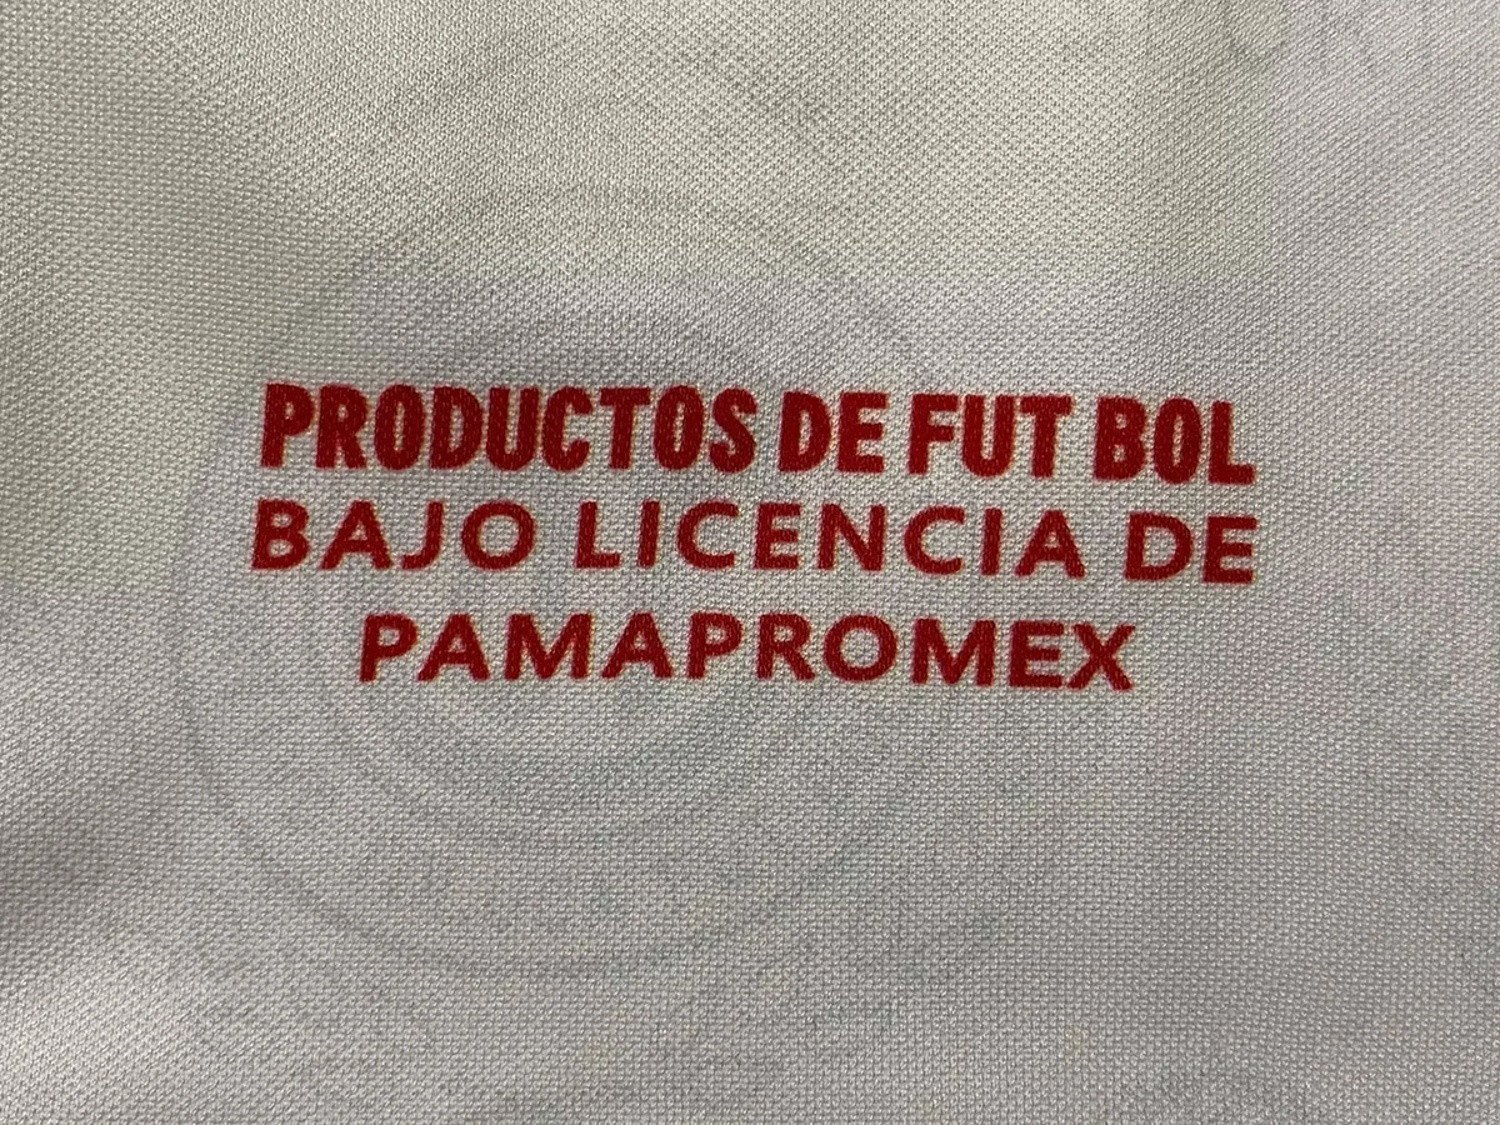 PRODUCTOS DE FUT BOL
BAJO LICENCIA DE
PAMAPROMEX